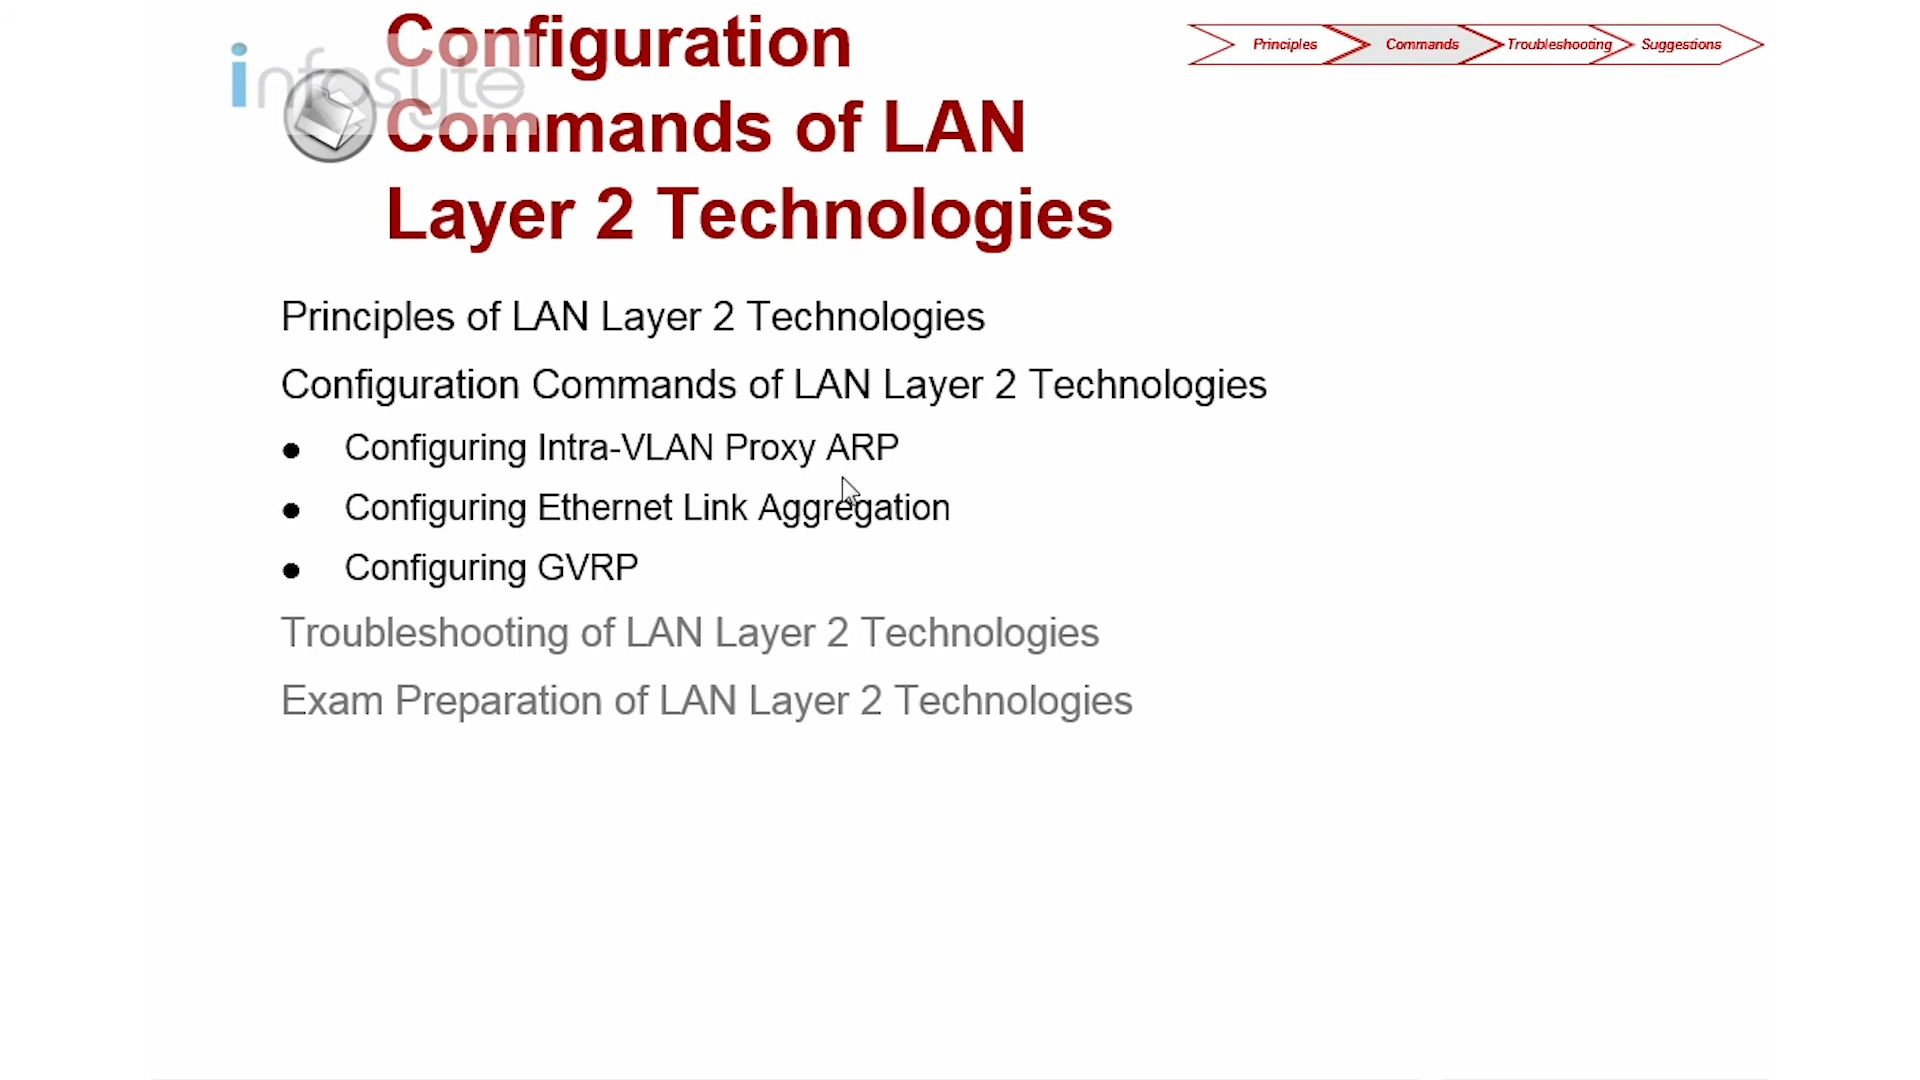 Configuration
Commands of LAN
Layer 2 Technologies
infosyte
Principles Commands Troubleshooting Suggestions
Principles of LAN Layer 2 Technologies
Configuration Commands of LAN Layer 2 Technologies
● Configuring Intra-VLAN Proxy ARP
● Configuring Ethernet Link Aggregation
● Configuring GVRP
Troubleshooting of LAN Layer 2 Technologies
Exam Preparation of LAN Layer 2 Technologies